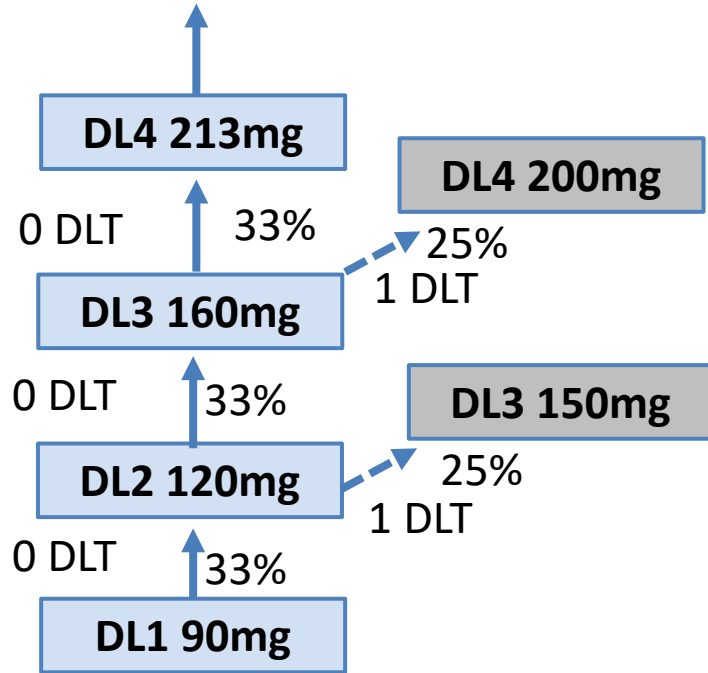 DL4 213mg
DL4 200mg
0 DLT
33%
25%
1 DLT
DL3 160mg
0 DLT
33%
DL3 150mg
25%
1 DLT
DL2 120mg
0 DLT
33%
DL1 90mg